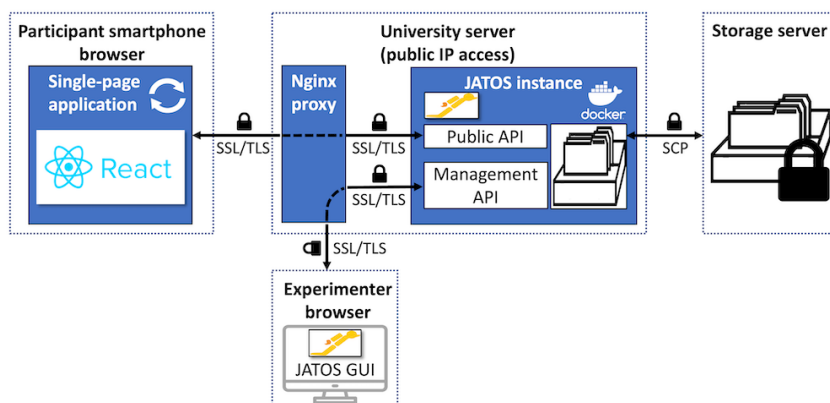 Participant smartphone
browser
Single-page
application
React
SSL/TLS
University server
(public IP access)
Nginx
proxy
SSL/TLS
SSL/TLS
SSL/TLS
JATOS instance
docker
Public API
Management
API
SCP
Storage server
Experimenter
browser
JATOS GUI